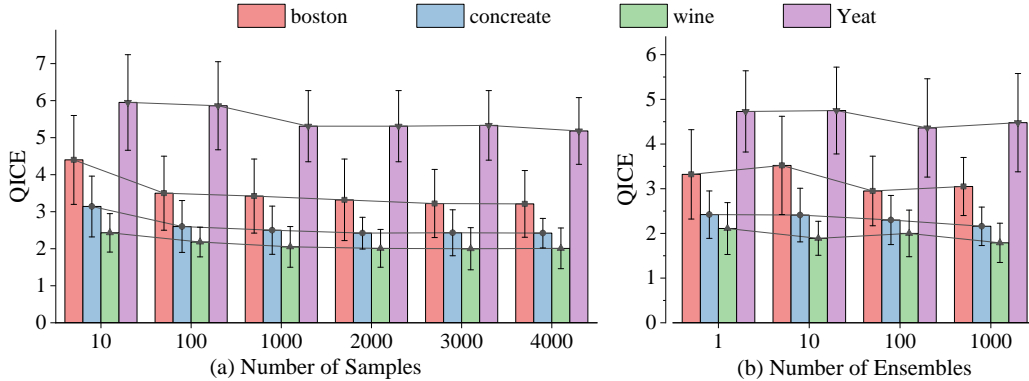 boston concreate wine Yeat
QICE
7
6
5
4
3
2
1
0
10 100 1000 2000 3000 4000
(a) Number of Samples
QICE
6
5
4
3
2
1
0
1 10 100 1000
(b) Number of Ensembles